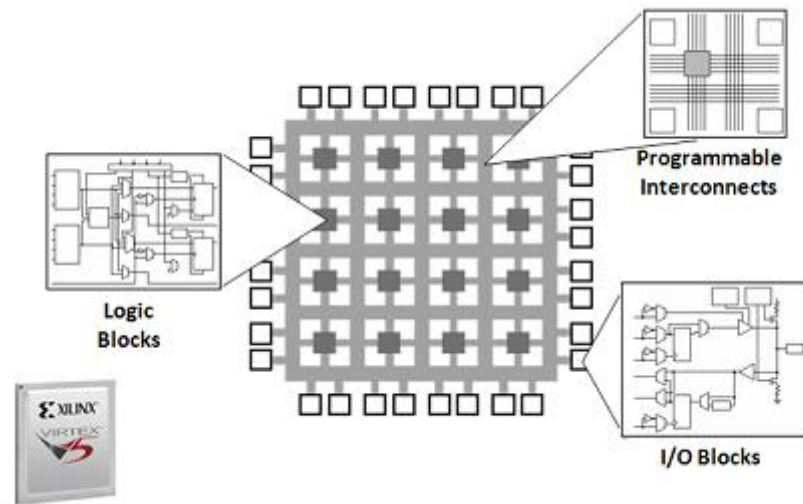 Programmable
Interconnects
Logic
Blocks
XILINX
VIRTEX
5
I/O Blocks